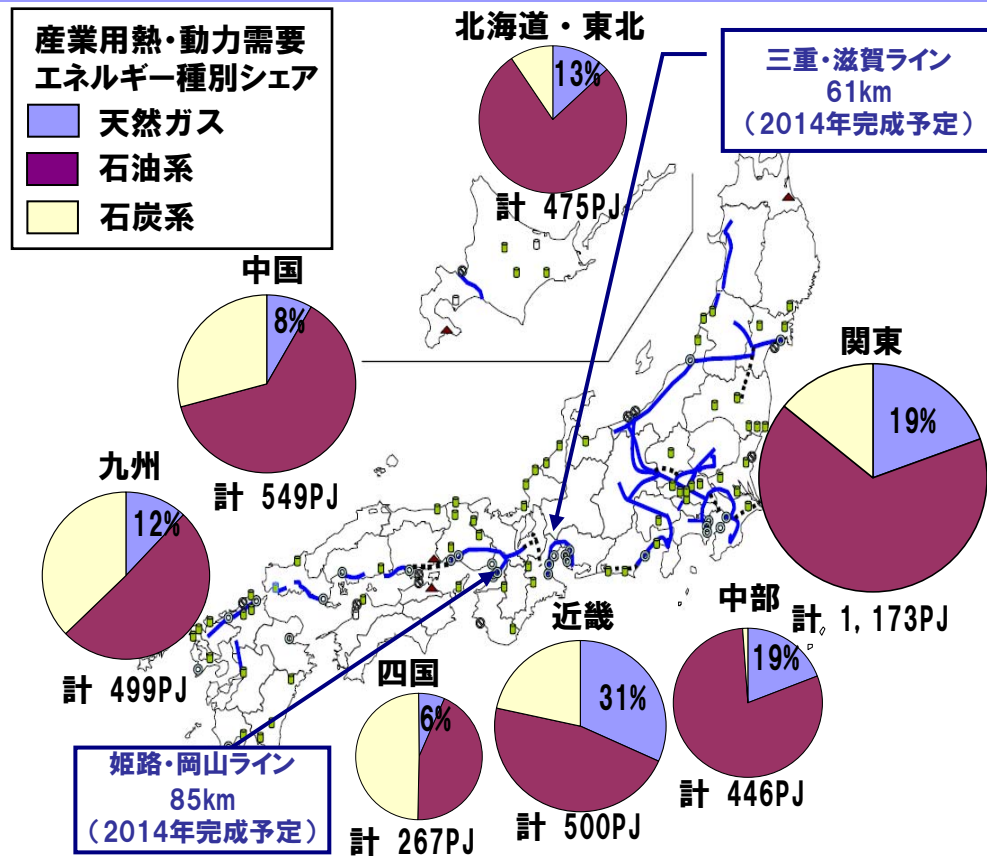 産業用熱・動力需要
エネルギー種別シェア
天然ガス
石油系
石炭系
北海道・東北
13%
計 475PJ
三重・滋賀ライン
61km
（2014年完成予定）
中国
8%
計 549PJ
関東
19%
計 1,173PJ
九州
12%
計 499PJ
四国
6%
計 267PJ
近畿
31%
計 500PJ
中部
19%
計 446PJ
姫路・岡山ライン
85km
（2014年完成予定）